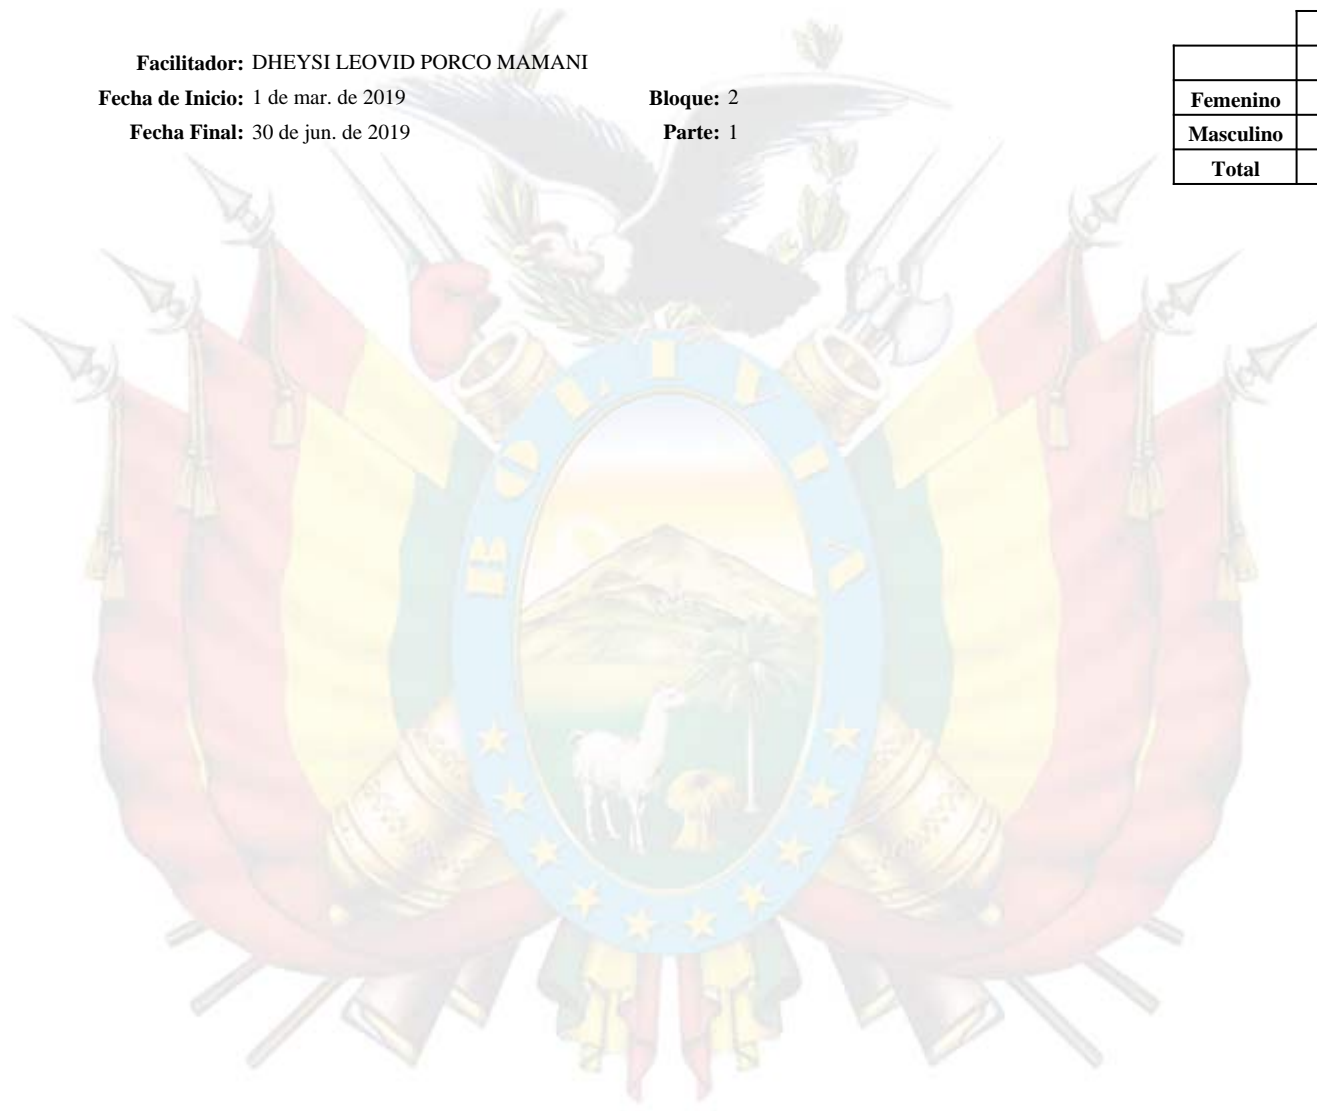 Facilitador: DHEYSI LEOVID PORCO MAMANI
Fecha de Inicio: 1 de mar. de 2019 Bloque: 2
Fecha Final: 30 de jun. de 2019 Parte: 1
Femenino
Masculino
Total
BOLIVIA